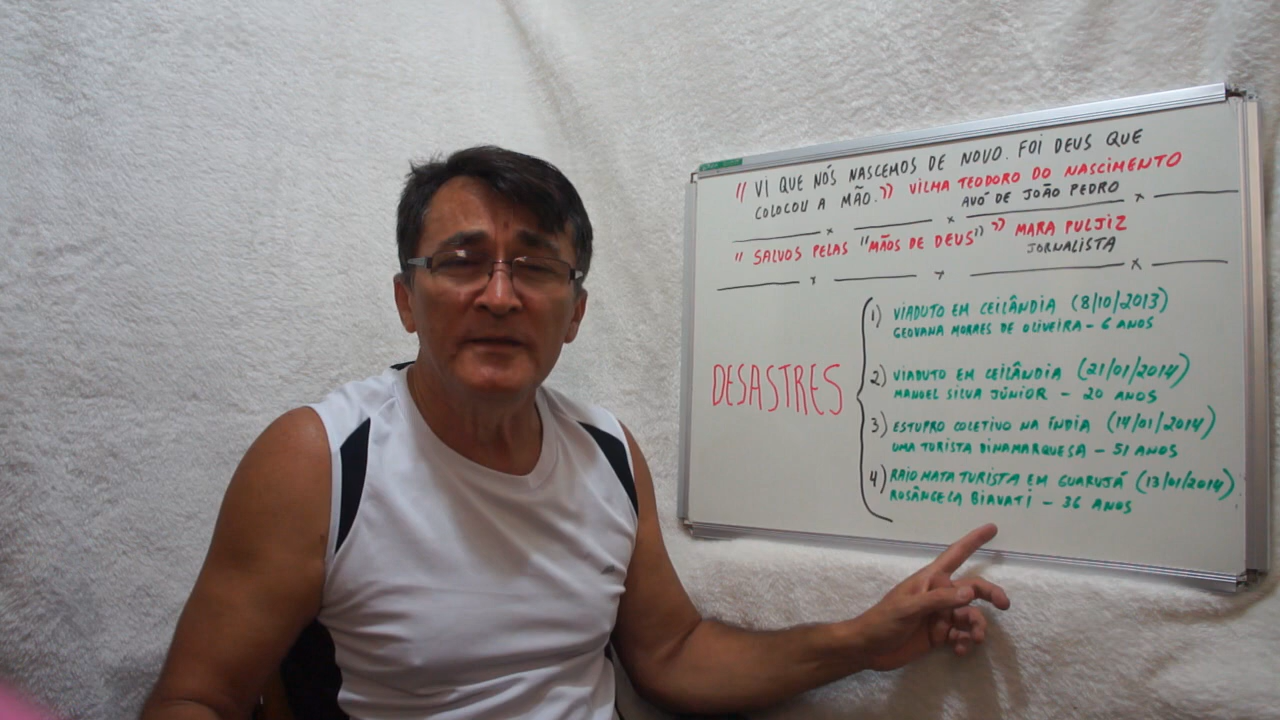 " VI QUE NÓS NASCEMOS DE NOVO. FOI DEUS QUE
COLOCOU A MÃO." VILMA TEODORO DO NASCIMENTO
AVÓ DE JOÃO PEDRO
" SALVOS PELAS "MÃOS DE DEUS" " MARA PULJIZ
JORNALISTA
DESASTRES
1) VIADUTO EM CEILÂNDIA (8/10/2013)
GEOVANA MORAES DE OLIVEIRA - 6 ANOS
2) VIADUTO EM CEILÂNDIA (21/01/2014)
MANOEL SILVA JÚNIOR - 20 ANOS
3) ESTUPRO COLETIVO NA ÍNDIA (14/01/2014)
UMA TURISTA DINAMARQUESA - 51 ANOS
4) RAIO MATA TURISTA EM GUARUJÁ (13/01/2014)
ROSÂNGELA BIAVATI - 36 ANOS